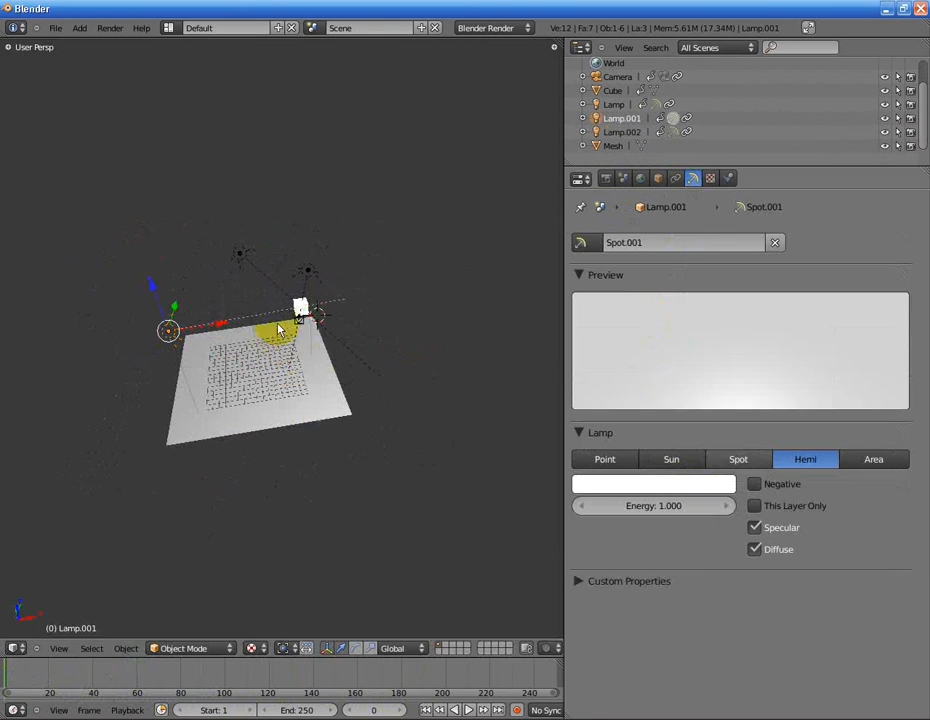 Blender
File Add Render Help Default Scene Blender Render Ve:12 | Fa:7 | Ob:1-6 | La:3 | Mem:5.61M (17.34M) | Lamp.001
User Persp
View Search All Scenes
World
Camera
Cube
Lamp
Lamp.001
Lamp.002
Mesh
Lamp.001 Spot.001
Spot.001
Preview
Lamp
Point Sun Spot Hemi Area
Negative
Energy: 1.000 This Layer Only
Specular
Diffuse
Custom Properties
(0) Lamp.001
View Select Object Object Mode Global
20 40 60 80 100 120 140 160 180 200 220 240
View Frame Playback Start: 1 End: 250 0 No Sync